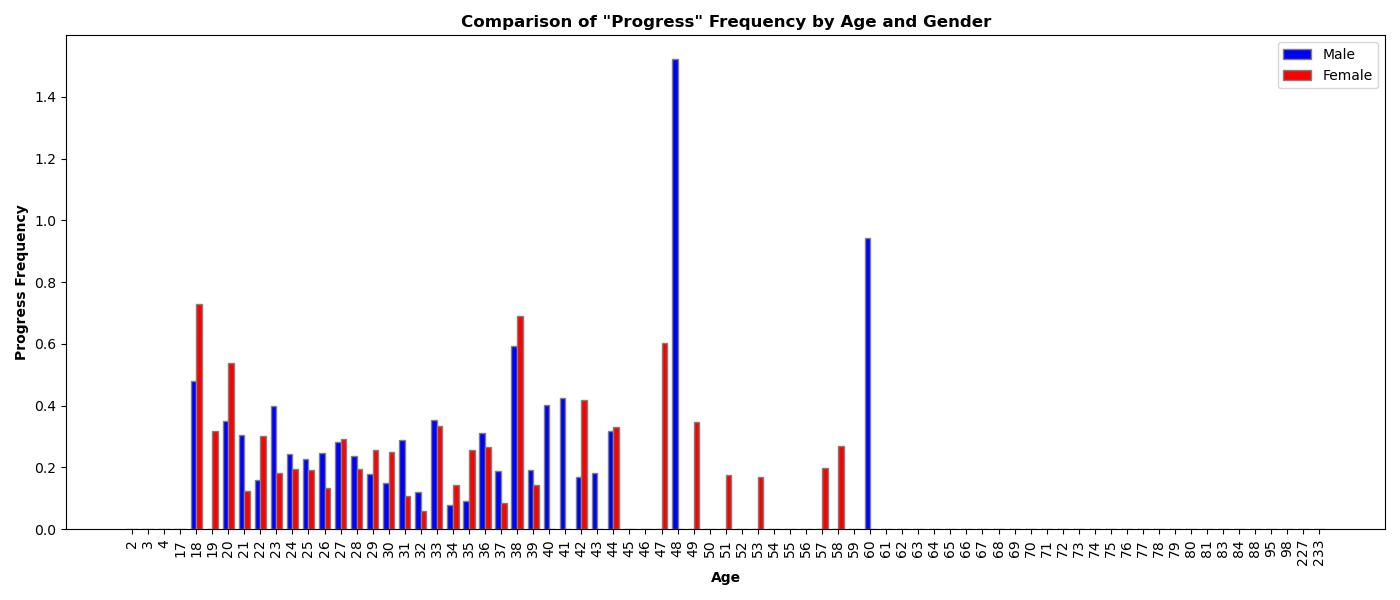 Comparison of "Progress" Frequency by Age and Gender
Male
Female
Progress Frequency
1.4
1.2
1.0
0.8
0.6
0.4
0.2
0.0
2 3 4 17 18 19 20 21 22 23 24 25 26 27 28 29 30 31 32 33 34 35 36 37 38 39 40 41 42 43 44 45 46 47 48 49 50 51 52 53 54 55 56 57 58 59 60 61 62 63 64 65 66 67 68 69 70 71 72 73 74 75 76 77 78 79 80 81 83 84 88 95 98 227 233
Age